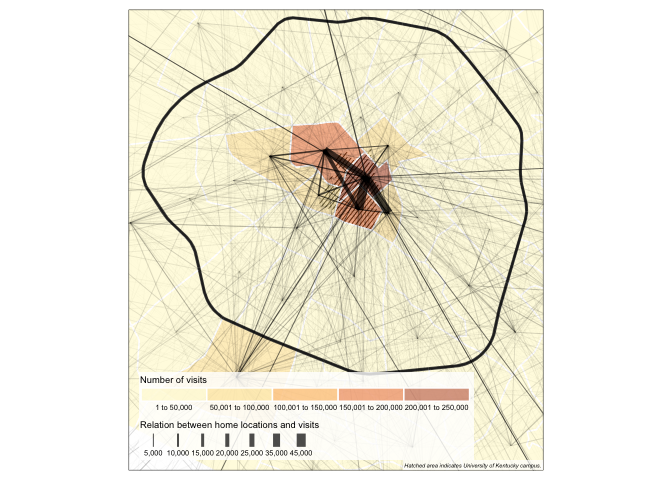 Number of visits
1 to 50,000 50,001 to 100,000 100,001 to 150,000 150,001 to 200,000 200,001 to 250,000
Relation between home locations and visits
5,000 10,000 15,000 20,000 25,000 35,000 45,000
Hatched area indicates University of Kentucky campus.